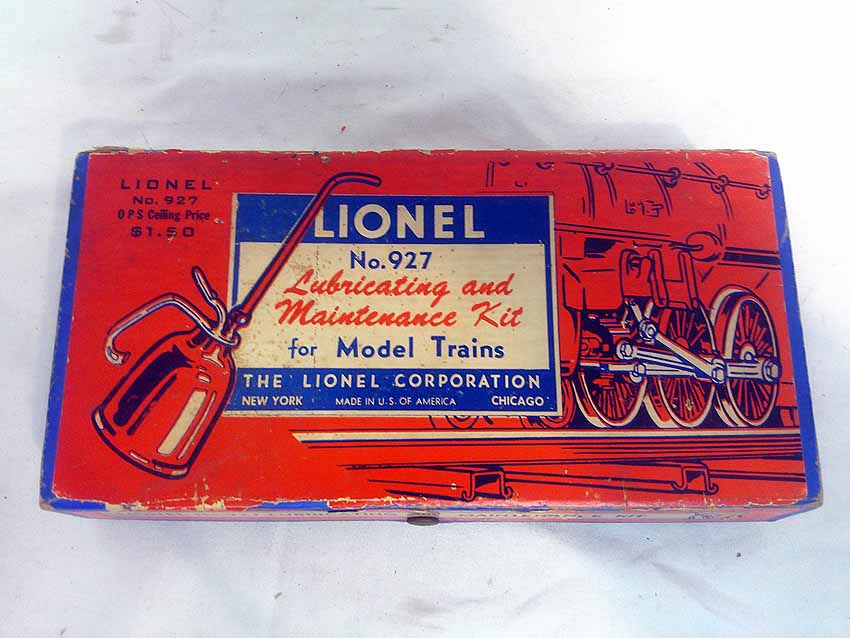 LIONEL
No. 927
OPS Ceiling Price
$1.50
LIONEL
No. 927
Lubricating and
Maintenance Kit
for Model Trains
THE LIONEL CORPORATION
NEW YORK MADE IN U.S. OF AMERICA CHICAGO